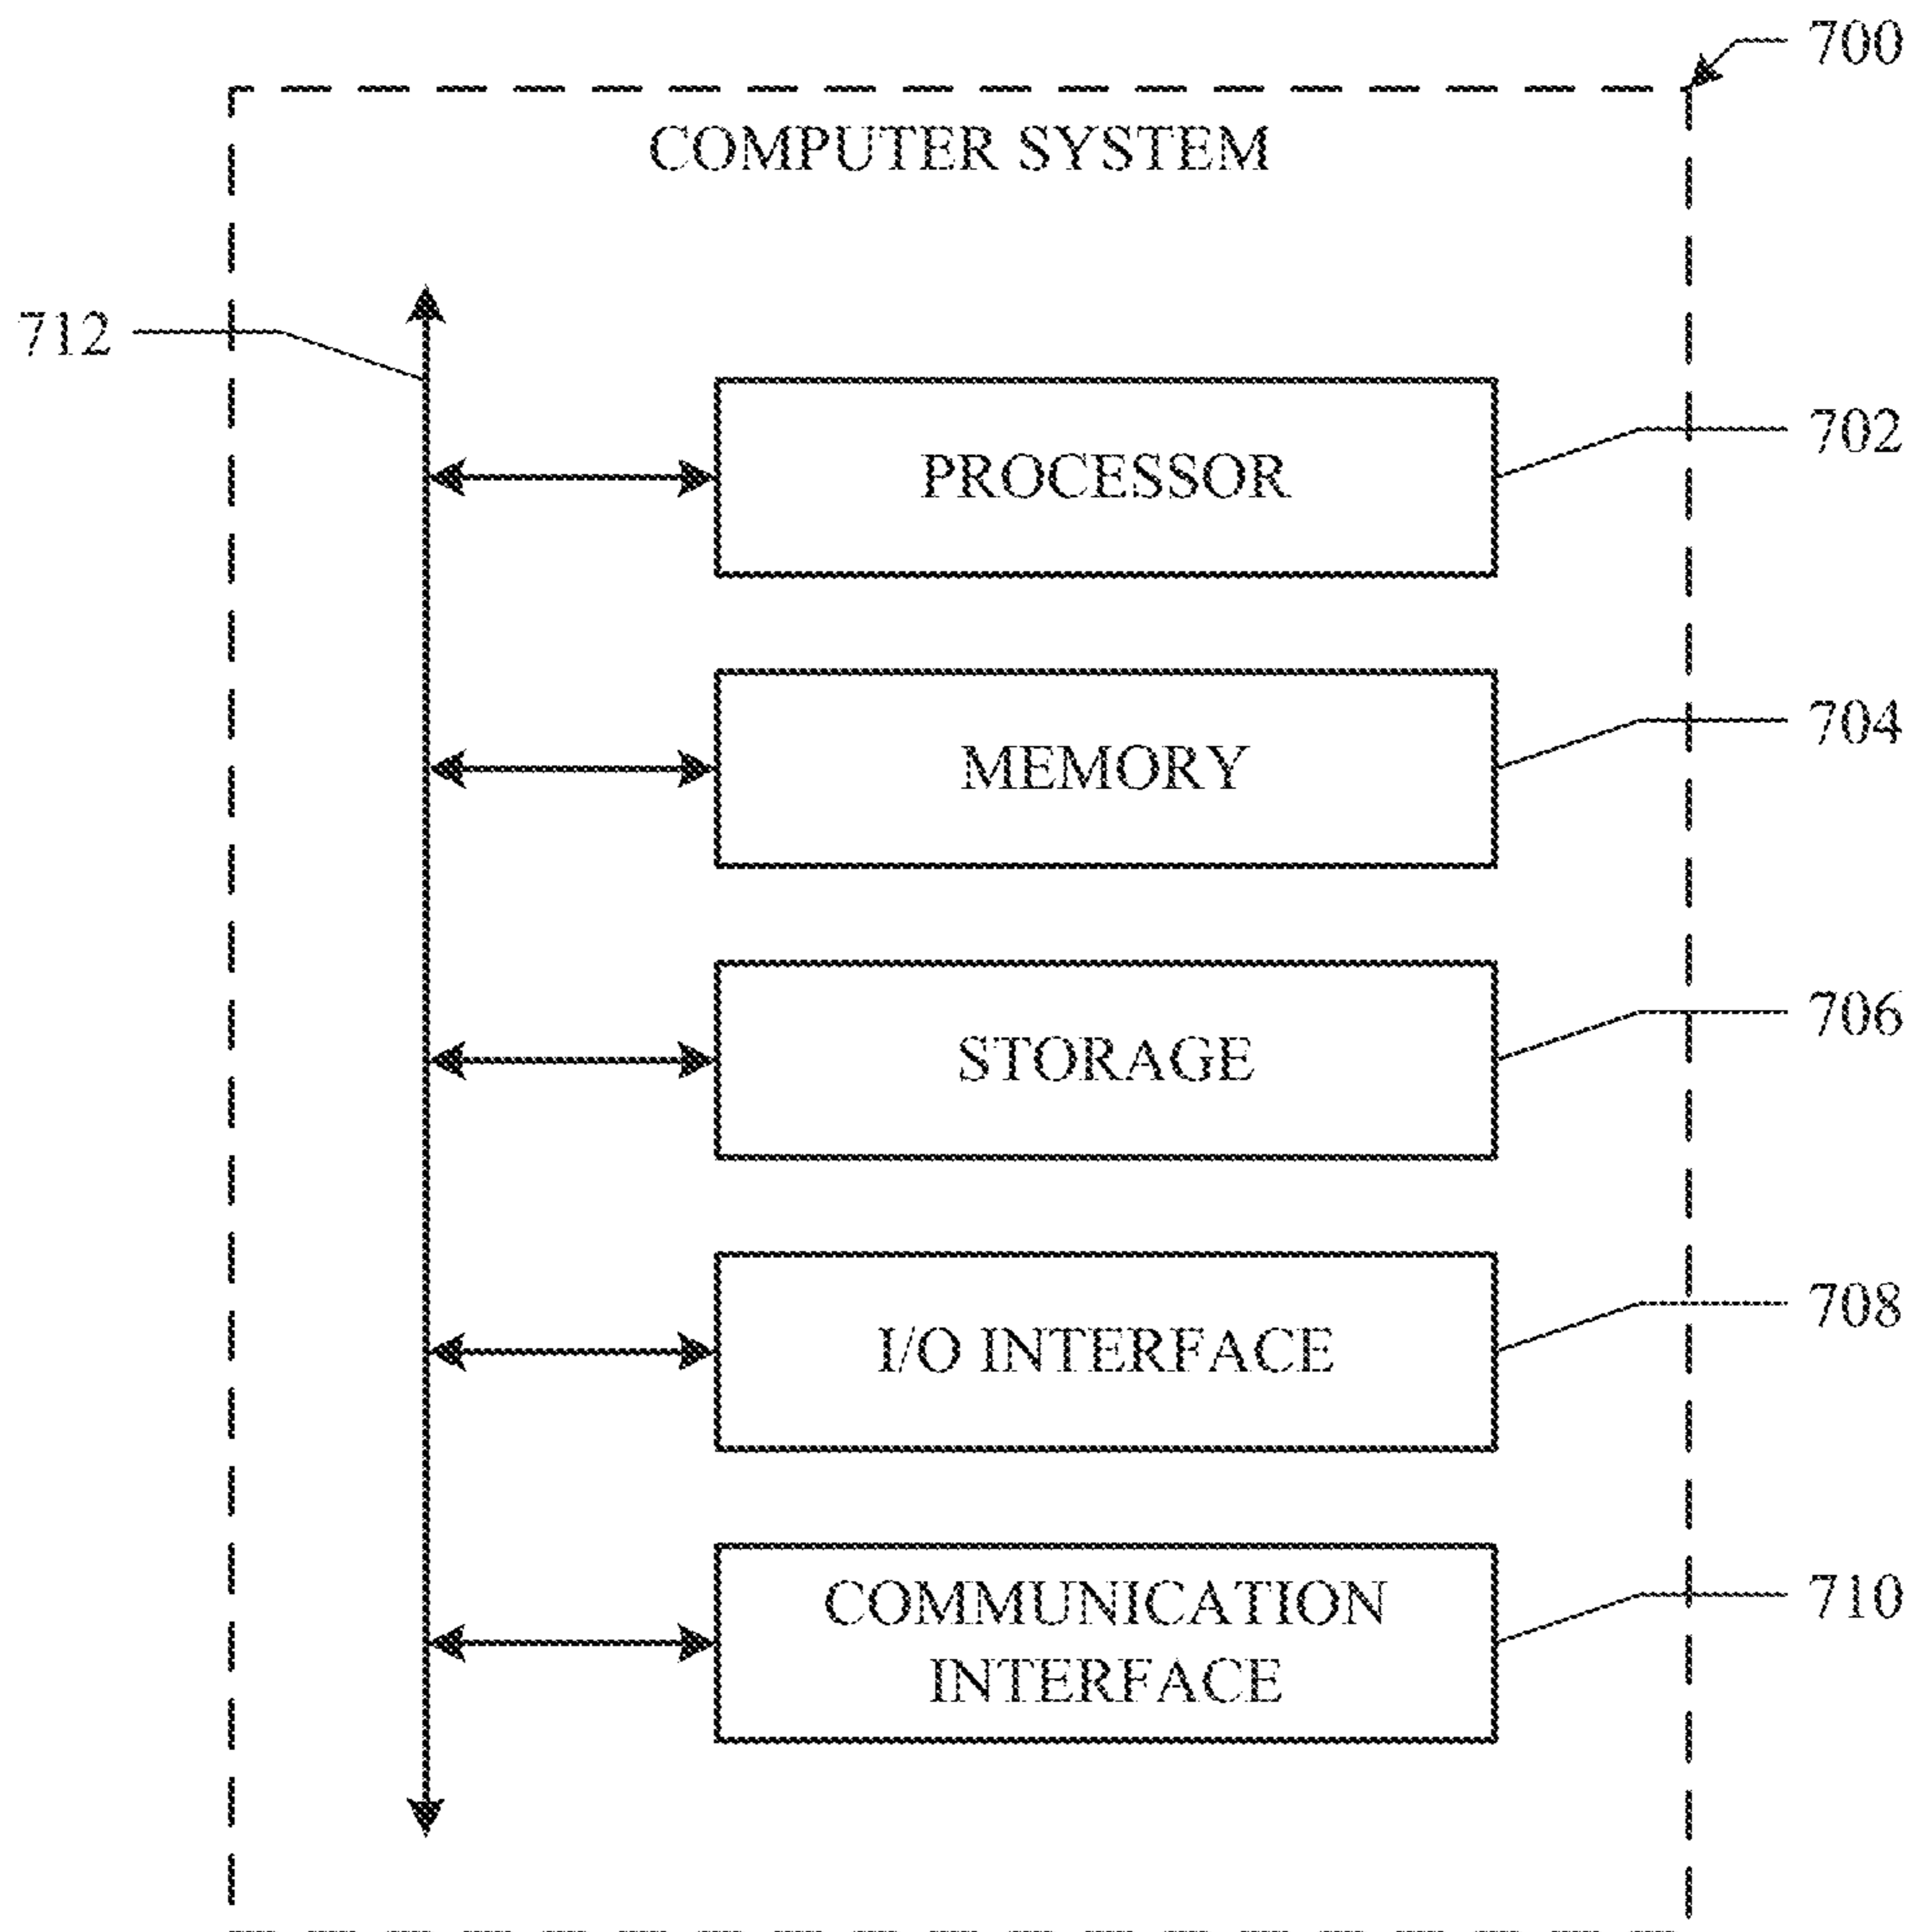 700
COMPUTER SYSTEM
712
PROCESSOR
702
MEMORY
704
STORAGE
706
I/O INTERFACE
708
COMMUNICATION
INTERFACE
710